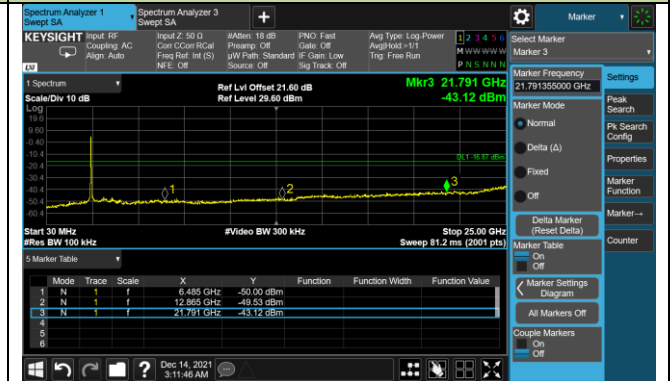 Spectrum Analyzer 1
Swept SA
Spectrum Analyzer 3
Swept SA
+
Marker
KEYSIGHT
LXI
Input: RF
Coupling: AC
Align: Auto
Input Z: 50 Ω
Corr CCorr RCal
Freq Ref: Int (S)
NFE: Off
#Atten: 18 dB
Preamp: Off
µW Path: Standard
Source: Off
PNO: Fast
Gate: Off
IF Gain: Low
Sig Track: Off
Avg Type: Log-Power
Avg|Hold:>1/1
Trig: Free Run
1 2 3 4 5 6
M W W W W W
P N S N N N
1 Spectrum
Scale/Div 10 dB
Log
Ref Lvl Offset 21.60 dB
Ref Level 29.60 dBm
Mkr3 21.791 GHz
-43.12 dBm
19.6
9.60
-0.40
-10.4
-20.4
-30.4
-40.4
-50.4
-60.4
DL1 -16.87 dBm
1
2
3
Start 30 MHz
#Res BW 100 kHz
#Video BW 300 kHz
Stop 25.00 GHz
Sweep 81.2 ms (2001 pts)
5 Marker Table
Mode Trace Scale X Y Function Function Width Function Value
1 N 1 f 6.485 GHz -50.00 dBm
2 N 1 f 12.865 GHz -49.53 dBm
3 N 1 f 21.791 GHz -43.12 dBm
4
5
6
Dec 14, 2021
3:11:46 AM
?
Select Marker
Marker 3
Marker Frequency
21.791355000 GHz
Marker Mode
Normal
Delta (Δ)
Fixed
Off
Delta Marker
(Reset Delta)
Marker Table
On
Off
Marker Settings
Diagram
All Markers Off
Couple Markers
On
Off
Settings
Peak
Search
Pk Search
Config
Properties
Marker
Function
Marker→
Counter